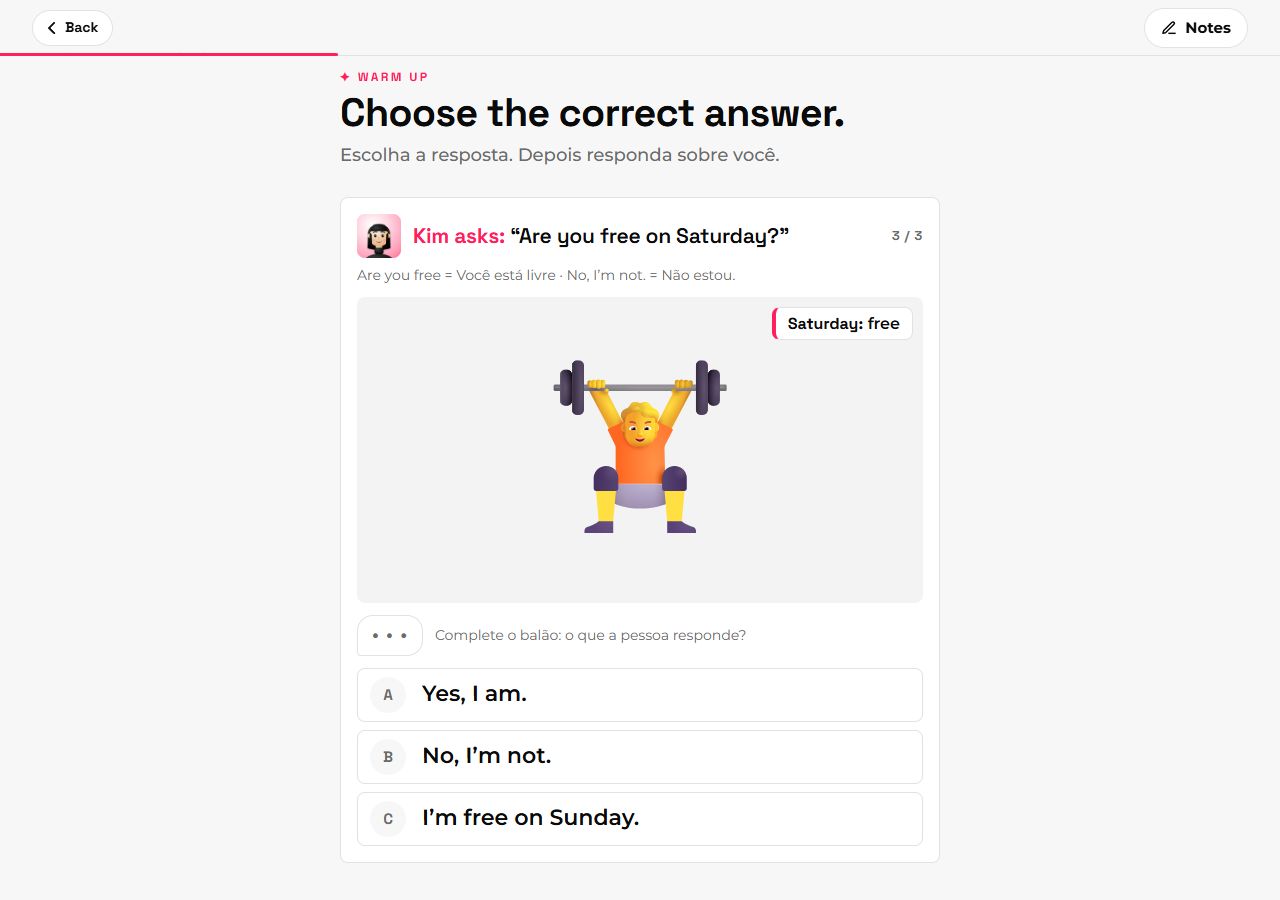 Back
Notes
WARM UP
Choose the correct answer.
Escolha a resposta. Depois responda sobre você.
Kim asks: “Are you free on Saturday?”
3 / 3
Are you free = Você está livre · No, I’m not. = Não estou.
Saturday: free
Complete o balão: o que a pessoa responde?
A Yes, I am.
B No, I’m not.
C I’m free on Sunday.